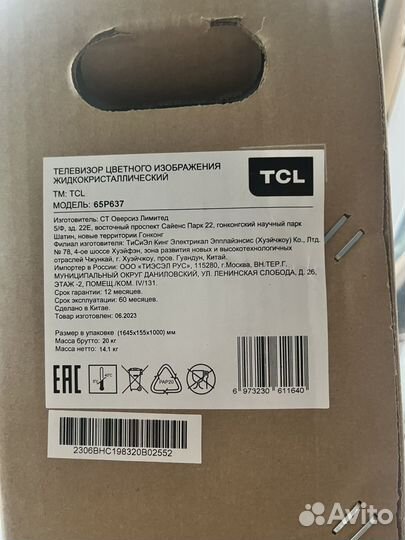 ТЕЛЕВИЗОР ЦВЕТНОГО ИЗОБРАЖЕНИЯ
ЖИДКОКРИСТАЛЛИЧЕСКИЙ
TCL
ТМ: TCL
МОДЕЛЬ: 65P637
Изготовитель: СТ Оверсиз Лимитед
5/Ф, зд. 22Е, восточный проспект Сайенс Парк 22, гонконгский научный парк
Шатин, новые территории Гонконг
Филиал изготовителя: ТиСиЭл Кинг Электрикал Эпплайэнсис (Хуэйчжоу) Ко., Лтд.
№ 78, 4-ое шоссе Хуэйфэн, зона развития новых и высокотехнологичных
отраслей Чжункай, г. Хуэйчжоу, пров. Гуандун, Китай.
Импортер в России: ООО «ТИЭСЭЛ РУС», 115280, г.Москва, ВН.ТЕР.Г.
МУНИЦИПАЛЬНЫЙ ОКРУГ ДАНИЛОВСКИЙ, УЛ. ЛЕНИНСКАЯ СЛОБОДА, Д. 26,
ЭТАЖ -2, ПОМЕЩ./КОМ. IV/131.
Срок гарантии: 12 месяцев.
Срок эксплуатации: 60 месяцев.
Сделано в Китае.
Товар изготовлен: 06.2023
Размер в упаковке (1645x155x1000) мм
Масса брутто: 20 кг
Масса нетто: 14.1 кг
EAC
PAP20
6 973230 611640
2306BHC198320B02552
Avito